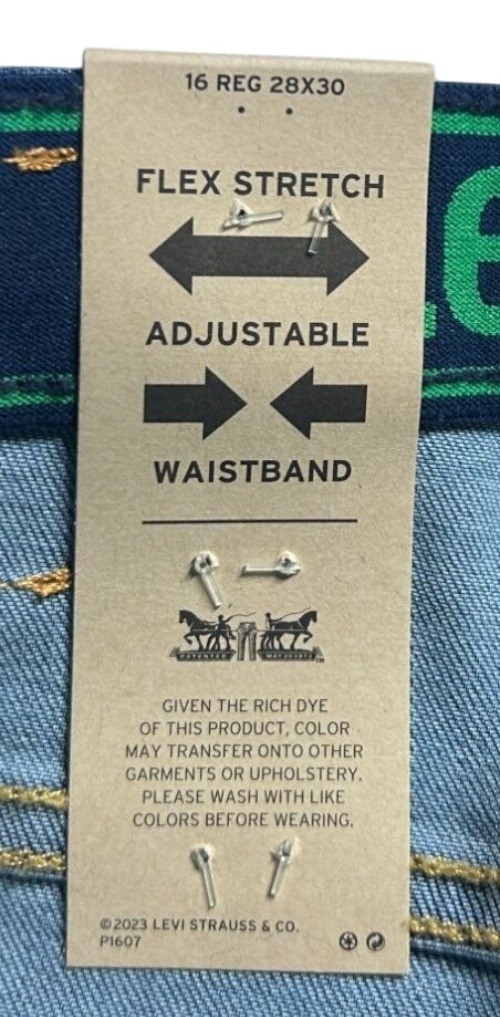 16 REG 28X30
FLEX STRETCH
ADJUSTABLE
WAISTBAND
GIVEN THE RICH DYE
OF THIS PRODUCT, COLOR
MAY TRANSFER ONTO OTHER
GARMENTS OR UPHOLSTERY.
PLEASE WASH WITH LIKE
COLORS BEFORE WEARING.
©2023 LEVI STRAUSS & CO.
P1607